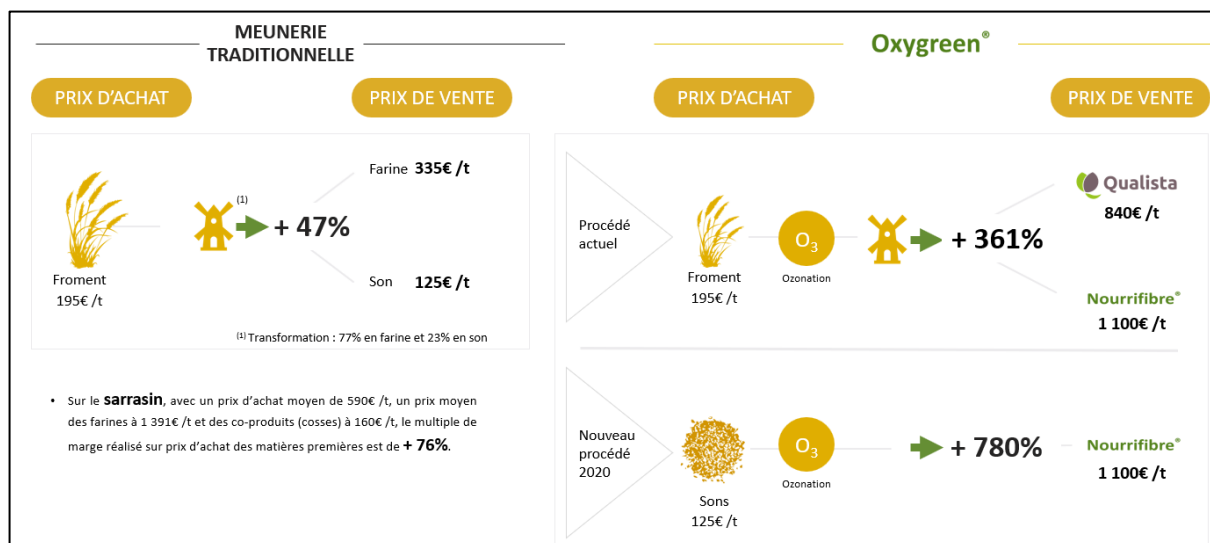 MEUNERIE
TRADITIONNELLE
PRIX D'ACHAT
PRIX DE VENTE
Froment
195€ /t
(1)
+ 47%
Farine 335€ /t
Son 125€ /t
(1) Transformation : 77% en farine et 23% en son
• Sur le sarrasin, avec un prix d'achat moyen de 590€ /t, un prix moyen
des farines à 1 391€ /t et des co-produits (cosses) à 160€ /t, le multiple de
marge réalisé sur prix d'achat des matières premières est de + 76%.
Oxygreen®
PRIX D'ACHAT
PRIX DE VENTE
Procédé
actuel
Froment
195€ /t
O3
Ozonation
+ 361%
Qualista
840€ /t
Nourrifibre®
1 100€ /t
Nouveau
procédé
2020
Sons
125€ /t
O3
Ozonation
+ 780%
Nourrifibre®
1 100€ /t